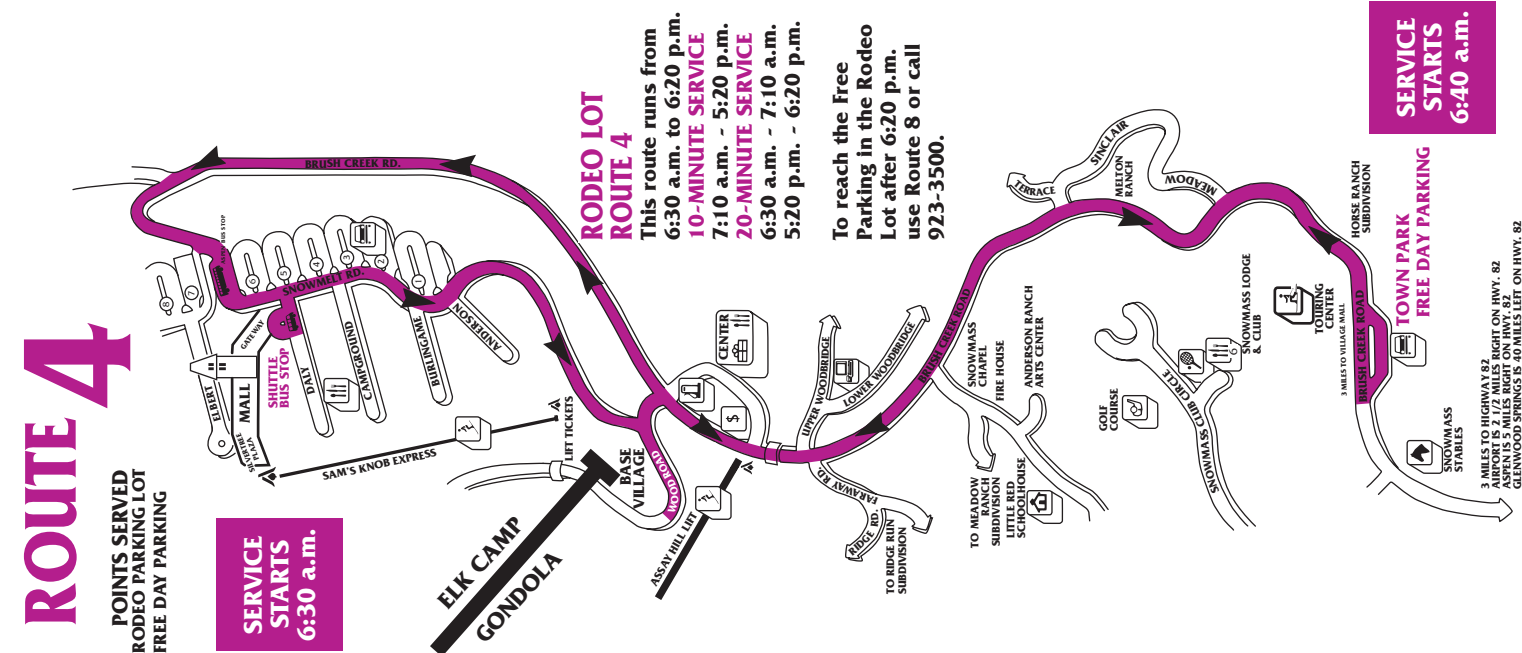 ROUTE 4
POINTS SERVED
RODEO PARKING LOT
FREE DAY PARKING
SERVICE
STARTS
6:30 a.m.
RODEO LOT
ROUTE 4
This route runs from
6:30 a.m. to 6:20 p.m.
10-MINUTE SERVICE
7:10 a.m. - 5:20 p.m.
20-MINUTE SERVICE
6:30 a.m. - 7:10 a.m.
5:20 p.m. - 6:20 p.m.
To reach the Free
Parking in the Rodeo
Lot after 6:20 p.m.
use Route 8 or call
923-3500.
SERVICE
STARTS
6:40 a.m.
BRUSH CREEK RD.
BUS STOP
8
7
6
5
4
3
2
1
SNOWMELT RD.
GATEWAY
ELBERT
MALL
SILVERTREE
PLAZA
SHUTTLE
BUS STOP
DALY
CAMPGROUND
BURLINGAME
ANDERSON
SAM'S KNOB EXPRESS
LIFT TICKETS
BASE
VILLAGE
WOOD ROAD
ELK CAMP
GONDOLA
ASSAY HILL LIFT
CENTER
$
UPPER WOODBRIDGE
LOWER WOODBRIDGE
FARAWAY RD.
RIDGE RD.
TO RIDGE RUN
SUBDIVISION
BRUSH CREEK ROAD
SNOWMASS
CHAPEL
FIRE HOUSE
ANDERSON RANCH
ARTS CENTER
TO MEADOW
RANCH
SUBDIVISION
LITTLE RED
SCHOOLHOUSE
TERRACE
SINCLAIR
MELTON
RANCH
MEADOW
GOLF
COURSE
SNOWMASS CLUB CIRCLE
SNOWMASS LODGE
& CLUB
TOURING
CENTER
3 MILES TO VILLAGE MALL
BRUSH CREEK ROAD
HORSE RANCH
SUBDIVISION
TOWN PARK
FREE DAY PARKING
SNOWMASS
STABLES
3 MILES TO HIGHWAY 82
AIRPORT IS 2 1/2 MILES RIGHT ON HWY. 82
ASPEN IS 5 MILES RIGHT ON HWY. 82
GLENWOOD SPRINGS IS 40 MILES LEFT ON HWY. 82